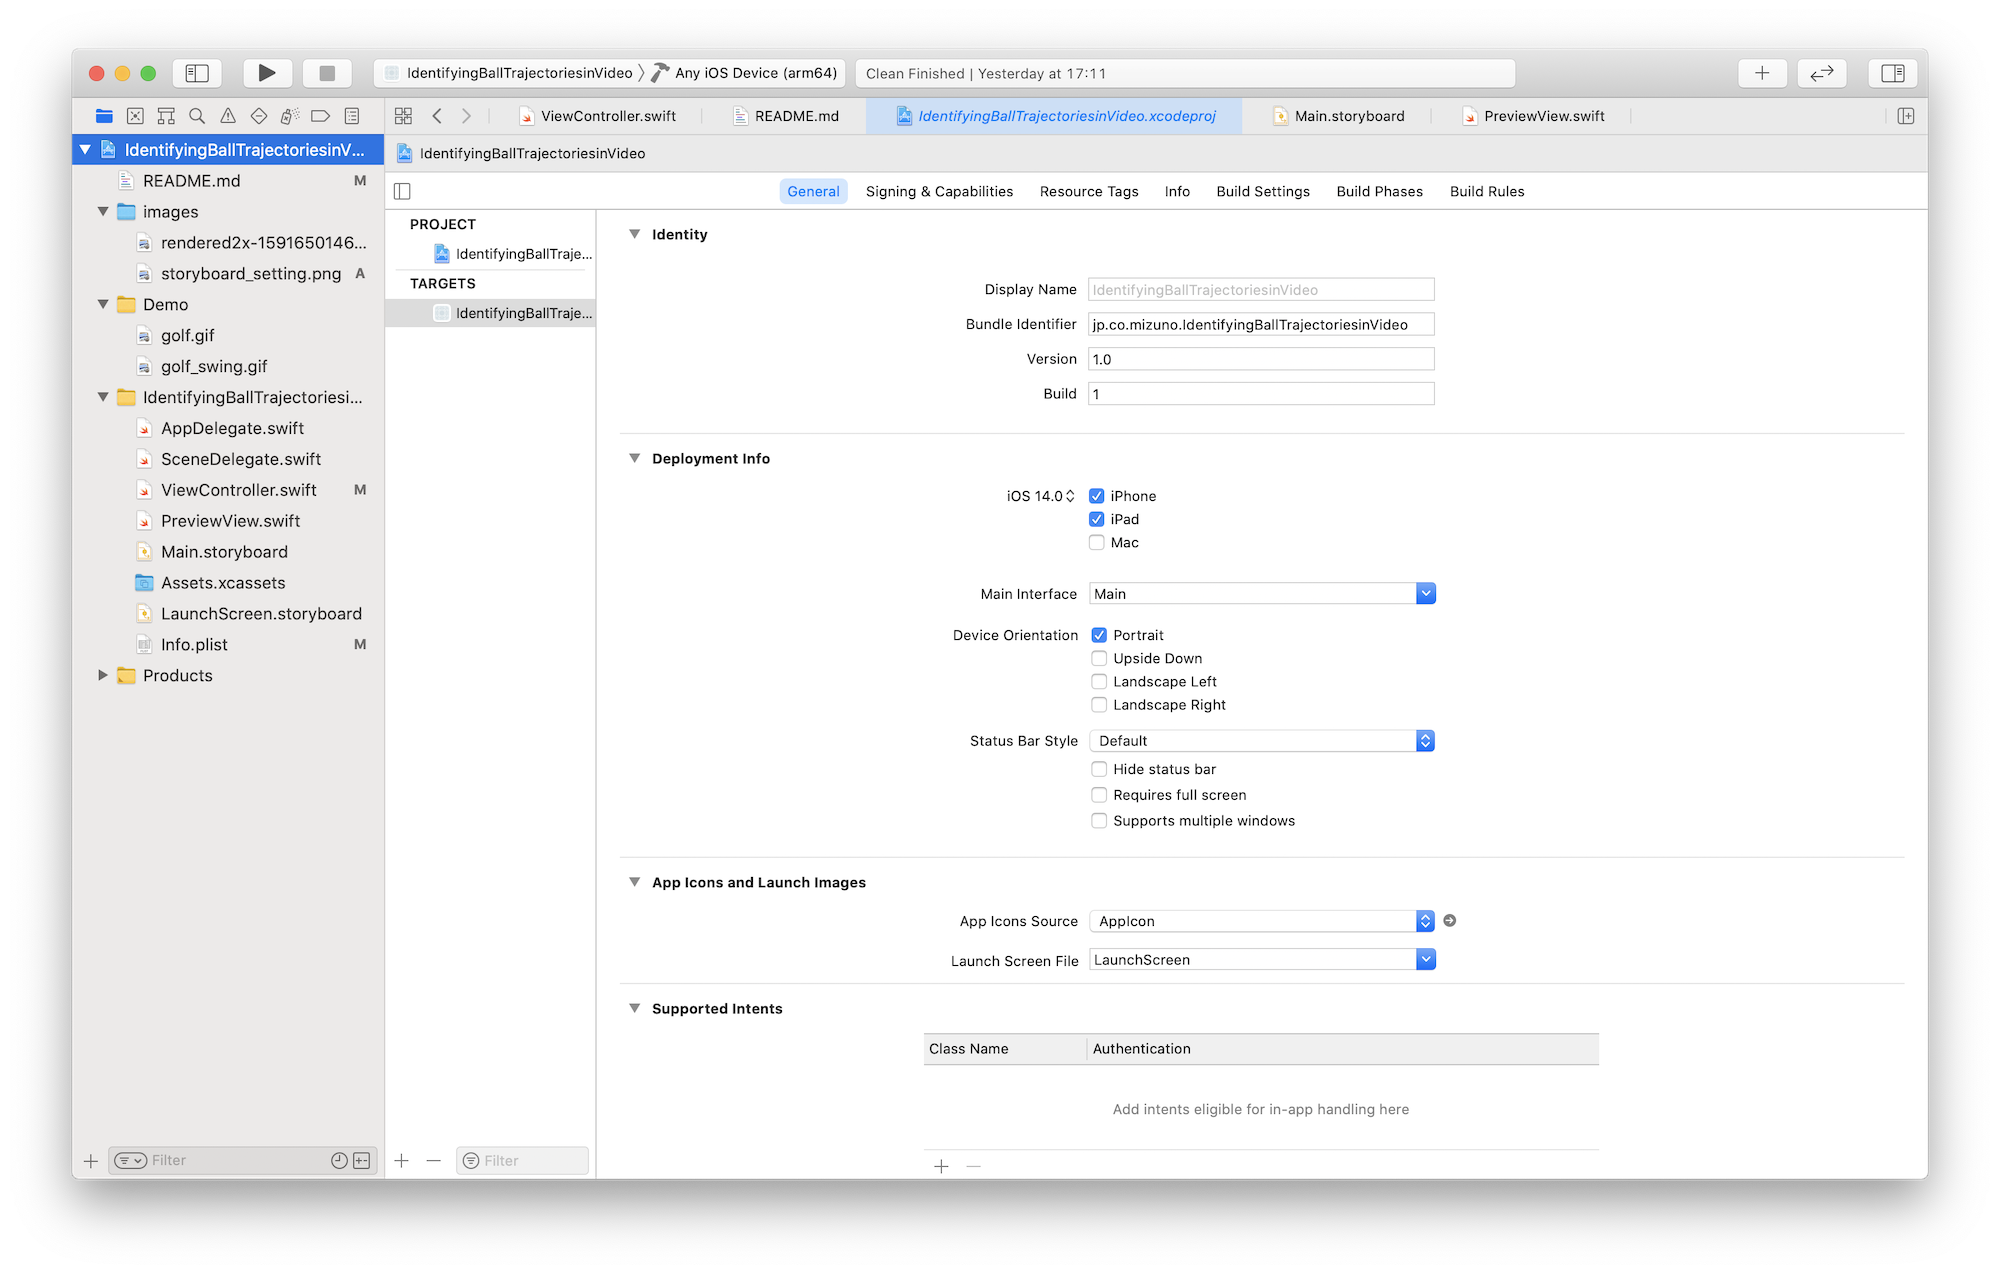 IdentifyingBallTrajectoriesinVideo
Any iOS Device (arm64)
Clean Finished | Yesterday at 17:11
ViewController.swift
README.md
IdentifyingBallTrajectoriesinVideo.xcodeproj
Main.storyboard
PreviewView.swift
IdentifyingBallTrajectoriesinV...
IdentifyingBallTrajectoriesinVideo
README.md M
images
rendered2x-1591650146...
storyboard_setting.png A
Demo
golf.gif
golf_swing.gif
IdentifyingBallTrajectoriesi...
AppDelegate.swift
SceneDelegate.swift
ViewController.swift M
PreviewView.swift
Main.storyboard
Assets.xcassets
LaunchScreen.storyboard
Info.plist M
Products
Filter
General
Signing & Capabilities
Resource Tags
Info
Build Settings
Build Phases
Build Rules
PROJECT
IdentifyingBallTraje...
TARGETS
IdentifyingBallTraje...
Filter
Identity
Display Name IdentifyingBallTrajectoriesinVideo
Bundle Identifier jp.co.mizuno.IdentifyingBallTrajectoriesinVideo
Version 1.0
Build 1
Deployment Info
iOS 14.0 iPhone
iPad
Mac
Main Interface Main
Device Orientation Portrait
Upside Down
Landscape Left
Landscape Right
Status Bar Style Default
Hide status bar
Requires full screen
Supports multiple windows
App Icons and Launch Images
App Icons Source AppIcon
Launch Screen File LaunchScreen
Supported Intents
Class Name Authentication
Add intents eligible for in-app handling here